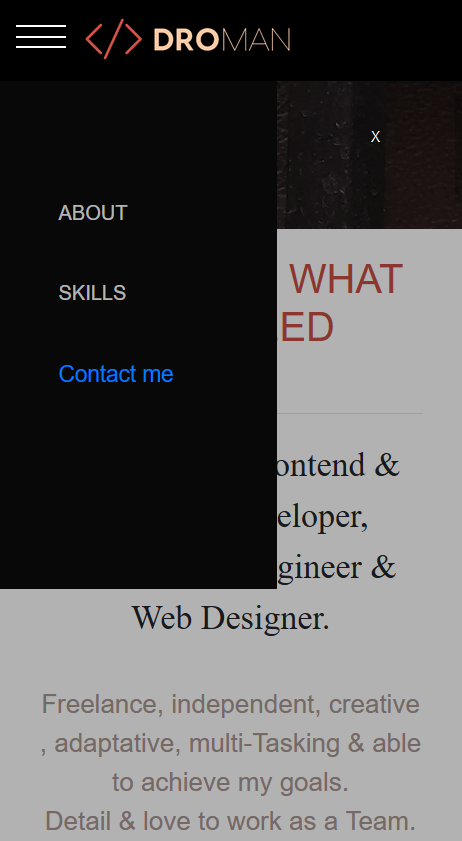 </> DROMAN
X
ABOUT
SKILLS
Contact me
WHAT
ED
ontend &
eloper,
gineer &
Web Designer.
Freelance, independent, creative
, adaptative, multi-Tasking & able
to achieve my goals.
Detail & love to work as a Team.